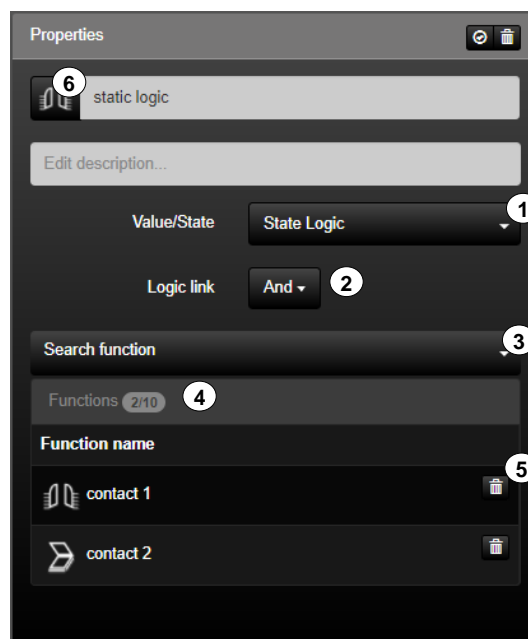 Properties
6
static logic
Edit description...
1
Value/State State Logic
Logic link And 2
3
Search function
Functions 2/10 4
Function name
5
contact 1
contact 2